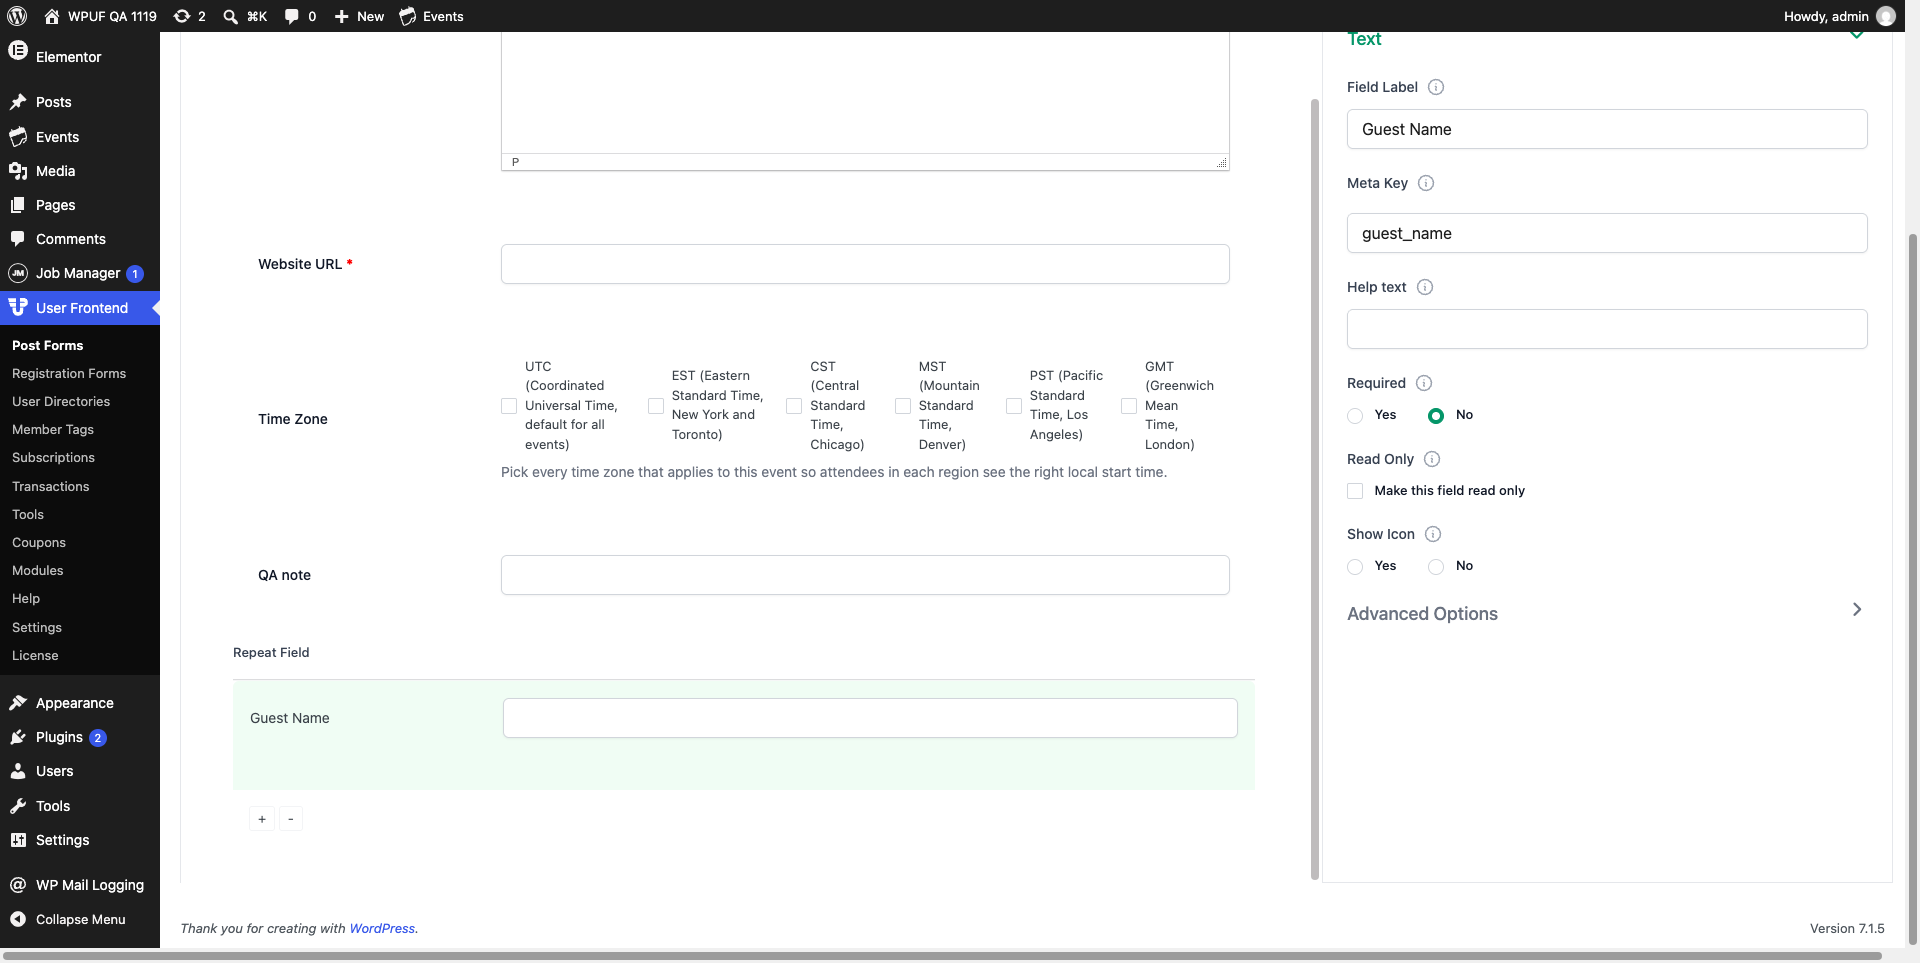 WPUF QA 1119
2
⌘K
0
New
Events
Howdy, admin
Elementor
Posts
Events
Media
Pages
Comments
Job Manager 1
User Frontend
Post Forms
Registration Forms
User Directories
Member Tags
Subscriptions
Transactions
Tools
Coupons
Modules
Help
Settings
License
Appearance
Plugins 2
Users
Tools
Settings
WP Mail Logging
Collapse Menu
P
Website URL *
Time Zone
UTC
(Coordinated
Universal Time,
default for all
events)
EST (Eastern
Standard Time,
New York and
Toronto)
CST
(Central
Standard
Time,
Chicago)
MST
(Mountain
Standard
Time,
Denver)
PST (Pacific
Standard
Time, Los
Angeles)
GMT
(Greenwich
Mean
Time,
London)
Pick every time zone that applies to this event so attendees in each region see the right local start time.
QA note
Repeat Field
Guest Name
+
-
Text
Field Label
Guest Name
Meta Key
guest_name
Help text
Required
Yes
No
Read Only
Make this field read only
Show Icon
Yes
No
Advanced Options
Thank you for creating with WordPress.
Version 7.1.5